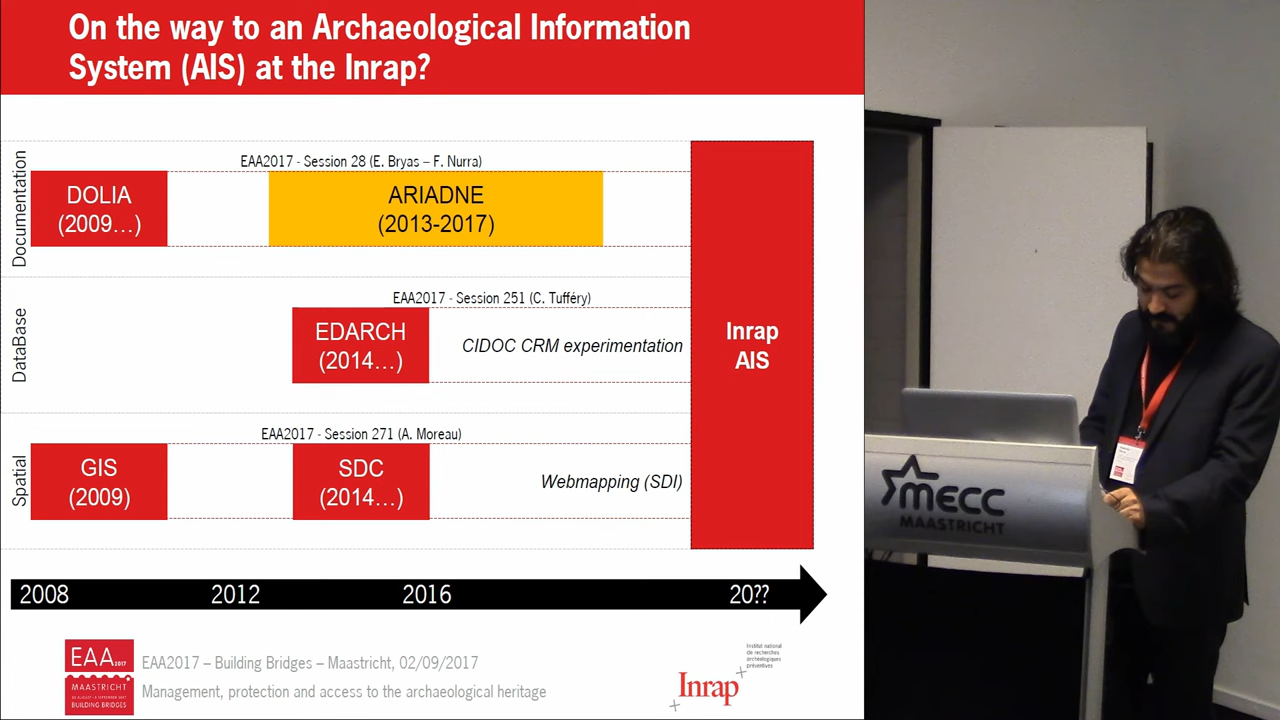 On the way to an Archaeological Information
System (AIS) at the Inrap?
Documentation
EAA2017 - Session 28 (E. Bryas – F. Nurra)
DOLIA
(2009…)
ARIADNE
(2013-2017)
DataBase
EAA2017 - Session 251 (C. Tufféry)
EDARCH
(2014…)
CIDOC CRM experimentation
Spatial
EAA2017 - Session 271 (A. Moreau)
GIS
(2009)
SDC
(2014…)
Webmapping (SDI)
Inrap
AIS
2008 2012 2016 20??
EAA 2017
MAASTRICHT
BUILDING BRIDGES
EAA2017 – Building Bridges – Maastricht, 02/09/2017
Management, protection and access to the archaeological heritage
Institut national
de recherches
archéologiques
préventives
Inrap
mecc
MAASTRICHT